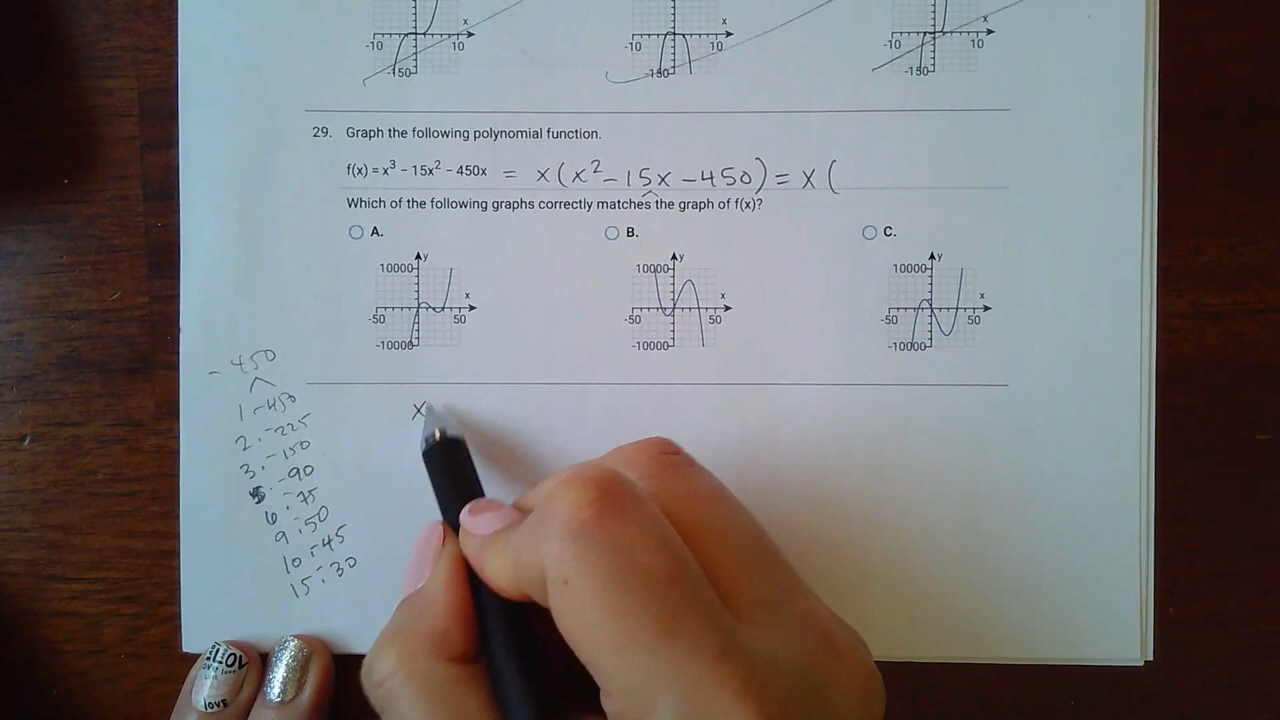 x x x
-10 10 -10 10 -10 10
-150 -150 -150
29. Graph the following polynomial function.
f(x) = x³ - 15x² - 450x = x(x²-15x-450) = x(
Which of the following graphs correctly matches the graph of f(x)?
A. B. C.
y y y
10000 10000 10000
x x x
-50 50 -50 50 -50 50
-10000 -10000 -10000
-450
1·-450
2·-225
3·-150
5·-90
6·-75
9·-50
10·-45
15·-30
x
LOV
love